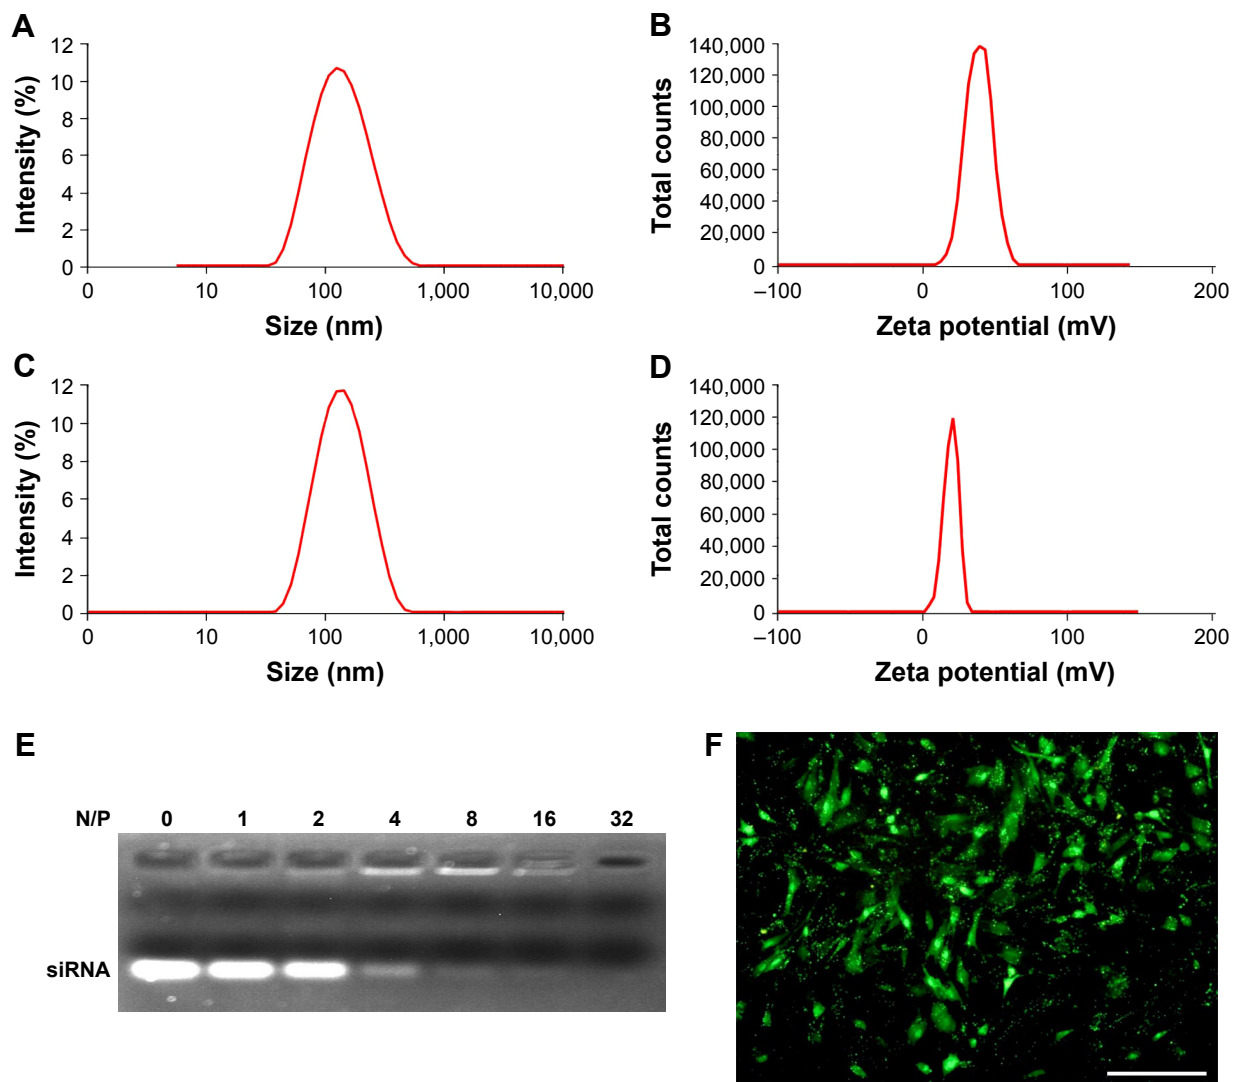 A
Intensity (%)
12
10
8
6
4
2
0
0 10 100 1,000 10,000
Size (nm)
B
Total counts
140,000
120,000
100,000
80,000
60,000
40,000
20,000
0
–100 0 100 200
Zeta potential (mV)
C
Intensity (%)
12
10
8
6
4
2
0
0 10 100 1,000 10,000
Size (nm)
D
Total counts
140,000
120,000
100,000
80,000
60,000
40,000
20,000
0
–100 0 100 200
Zeta potential (mV)
E
N/P 0 1 2 4 8 16 32
siRNA
F